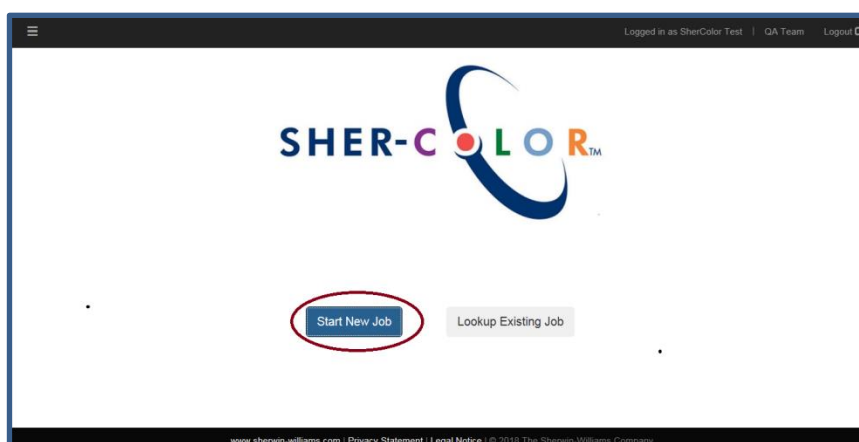 Logged in as SherColor Test | QA Team Logout
SHER-COLOR™
Start New Job Lookup Existing Job
www.sherwin-williams.com | Privacy Statement | Legal Notice | © 2018 The Sherwin-Williams Company